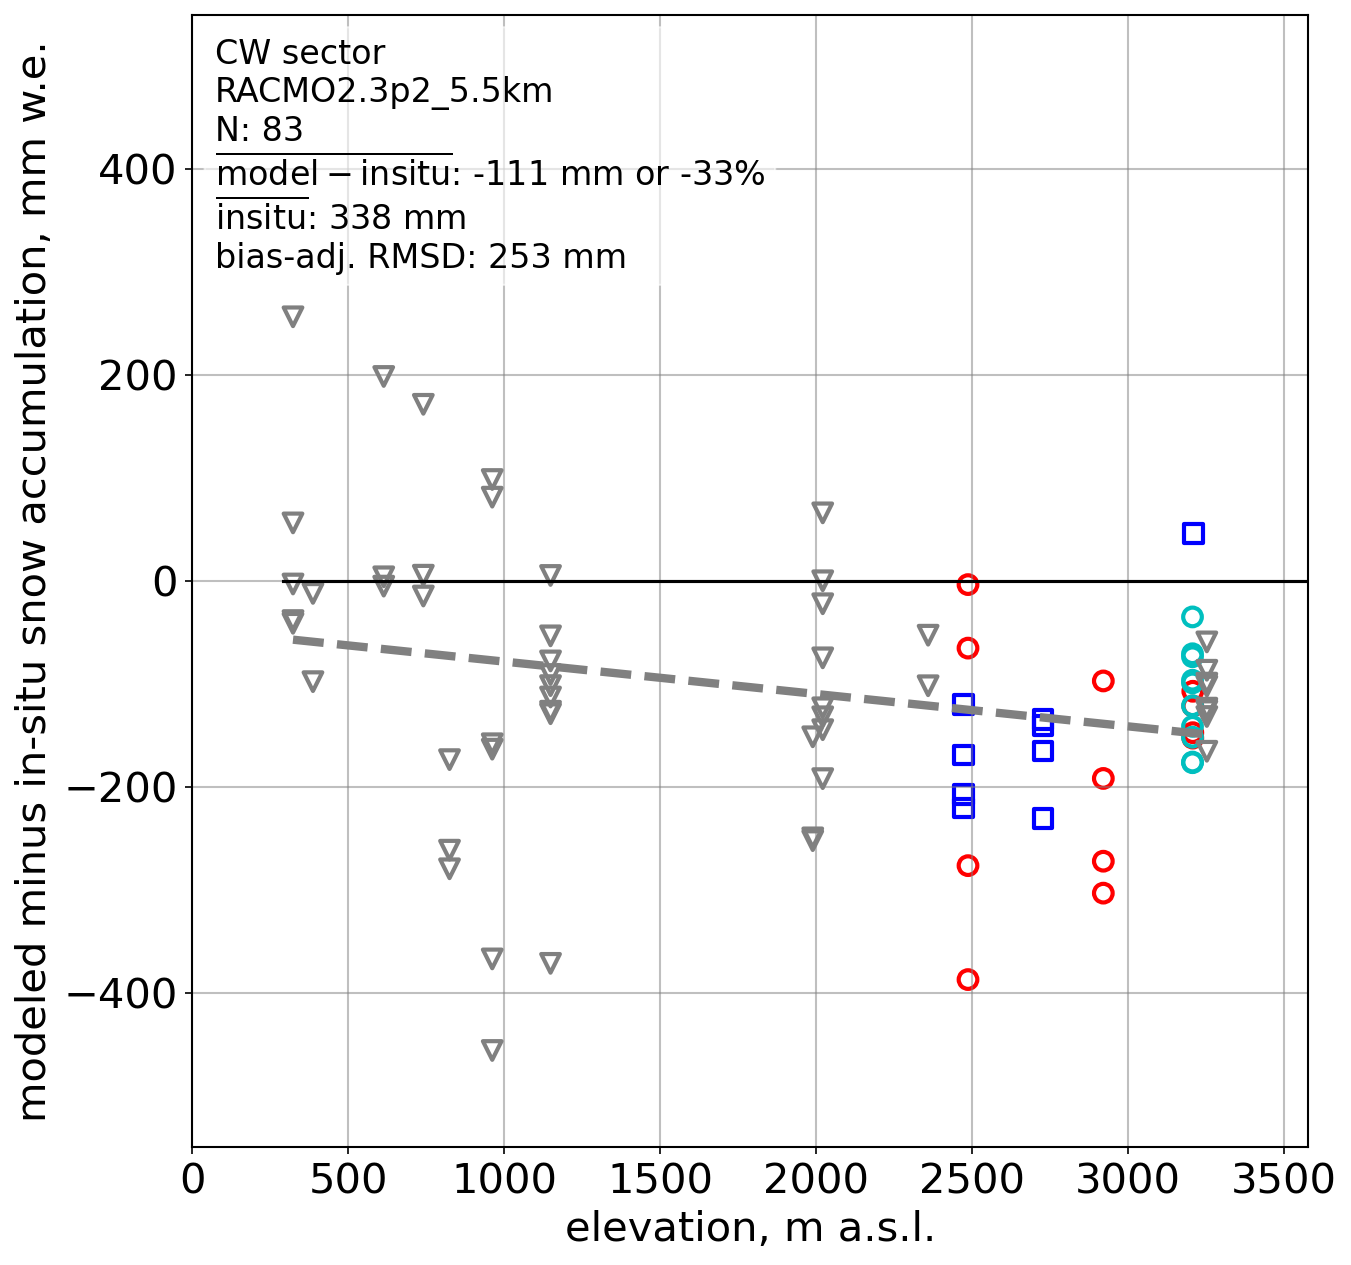 CW sector
RACMO2.3p2_5.5km
N: 83
model − insitu: -111 mm or -33%
insitu: 338 mm
bias-adj. RMSD: 253 mm
modeled minus in-situ snow accumulation, mm w.e.
400
200
0
−200
−400
0 500 1000 1500 2000 2500 3000 3500
elevation, m a.s.l.